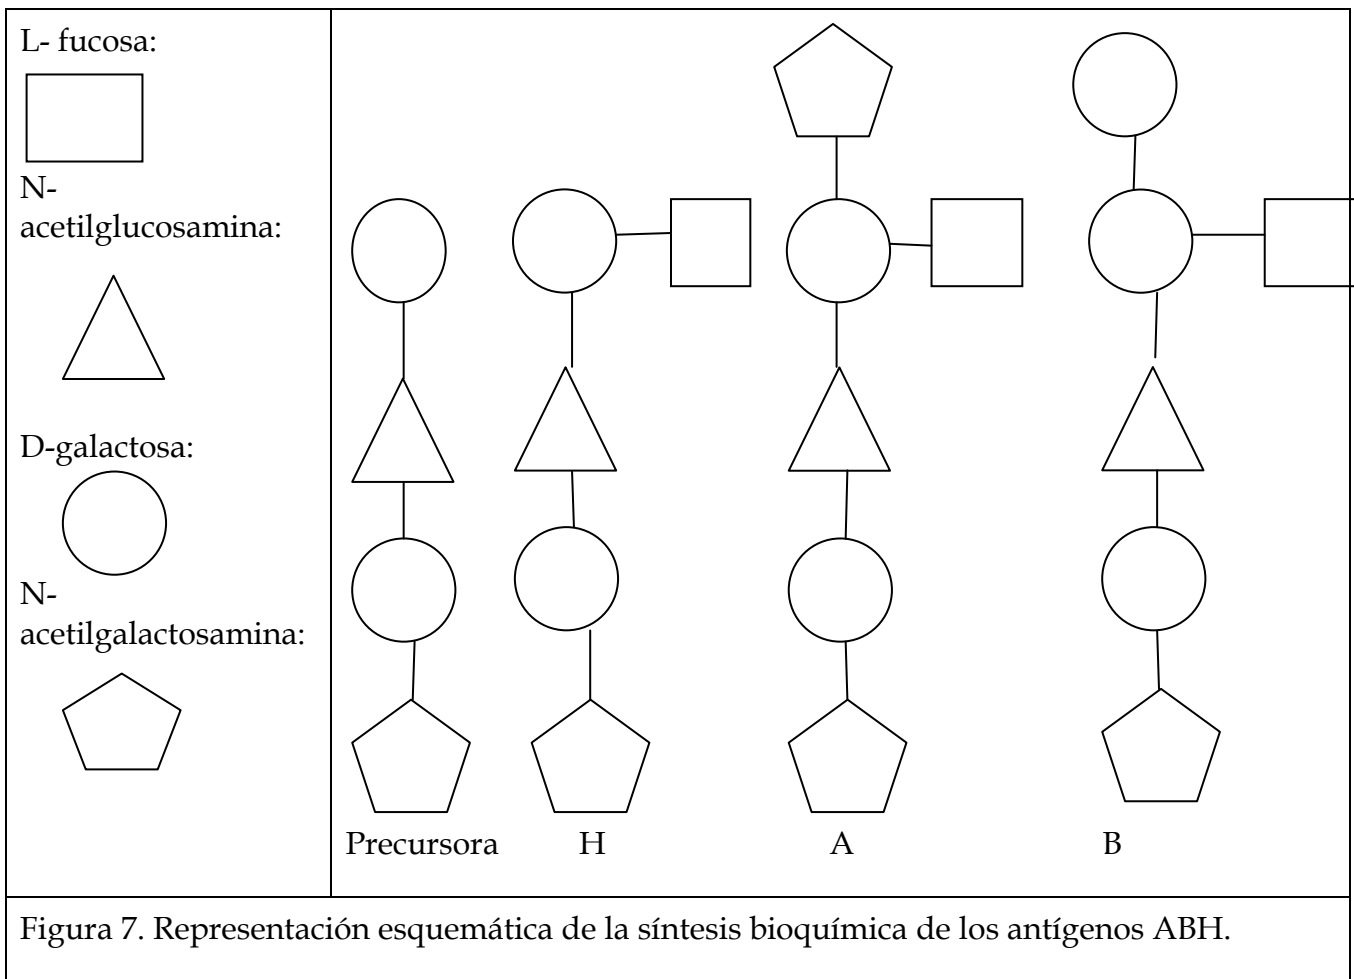 L- fucosa:
N-
acetilglucosamina:
D-galactosa:
N-
acetilgalactosamina:
Precursora H A B
Figura 7. Representación esquemática de la síntesis bioquímica de los antígenos ABH.